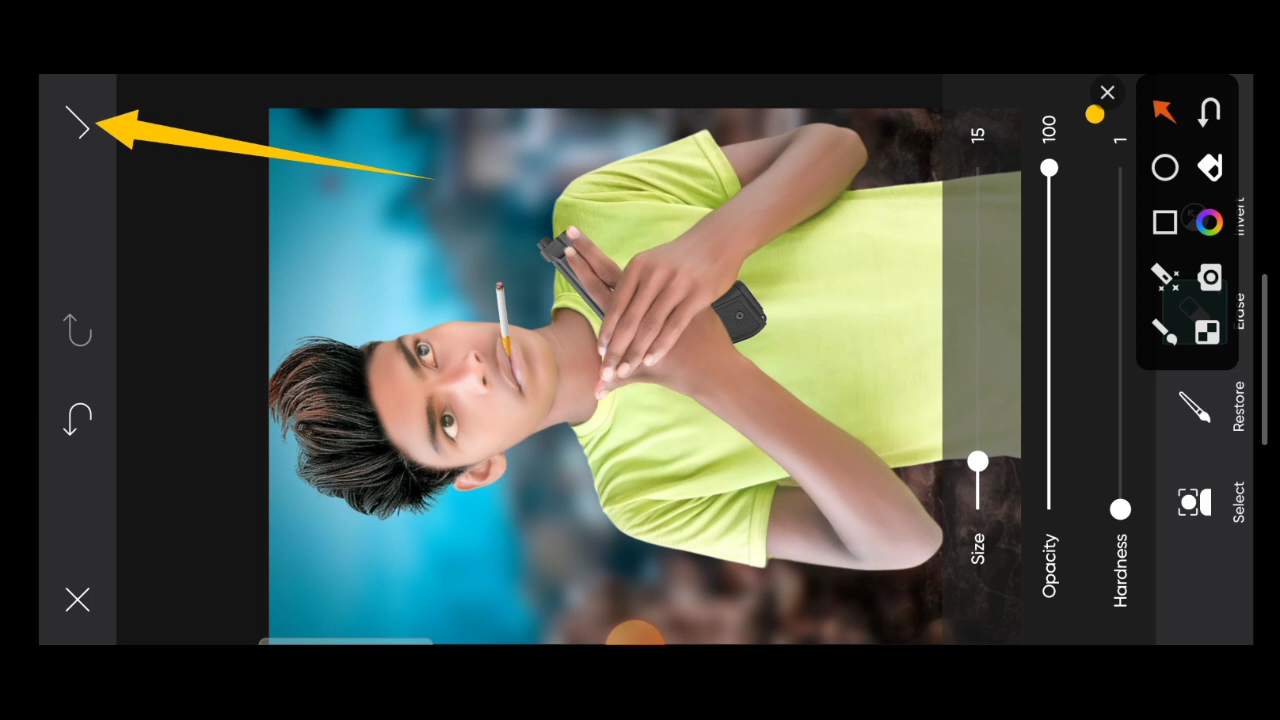 Size 15
Opacity 100
Hardness 1
Select
Restore
Erase
Invert